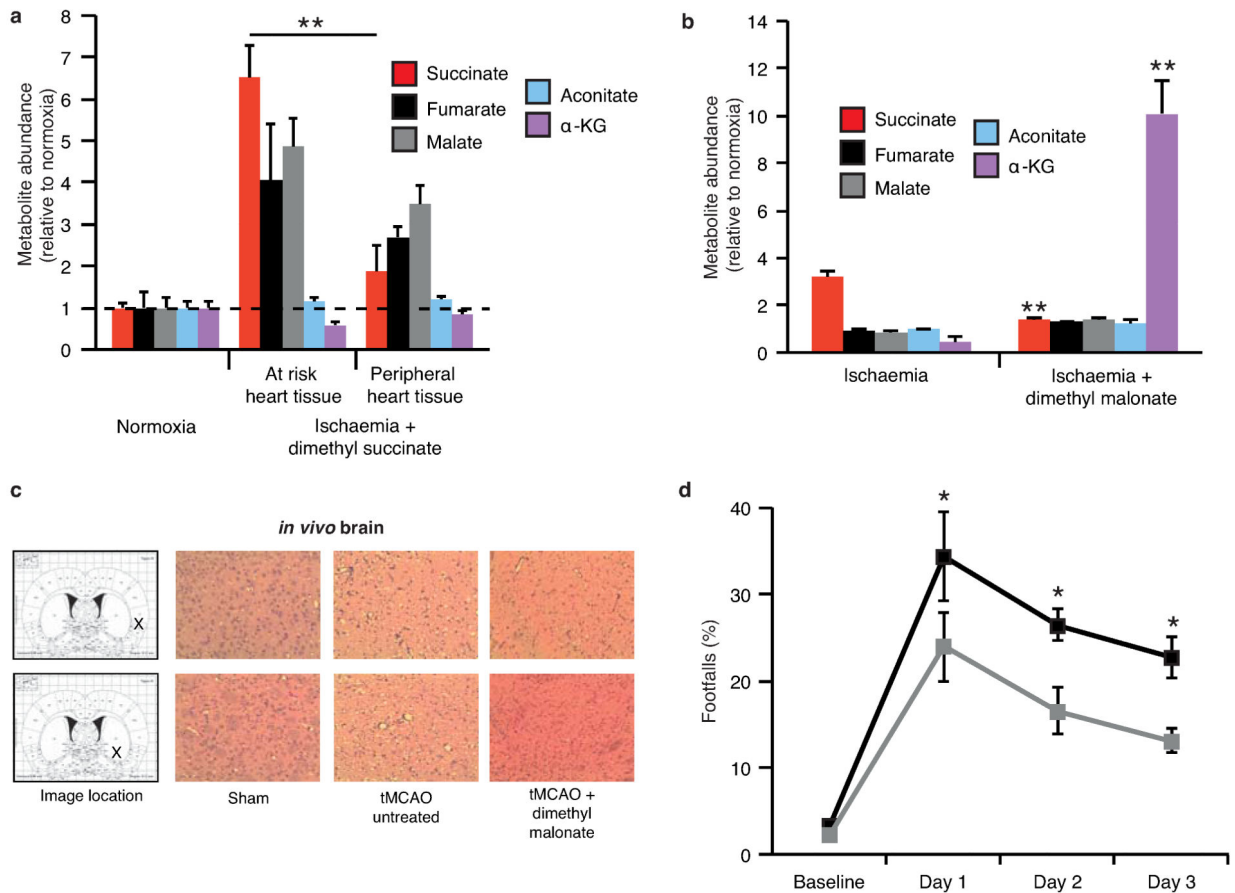 a
Metabolite abundance
(relative to normoxia)
8
7
6
5
4
3
2
1
0
**
Succinate
Fumarate
Malate
Aconitate
α-KG
At risk
heart tissue
Peripheral
heart tissue
Normoxia
Ischaemia +
dimethyl succinate
b
Metabolite abundance
(relative to normoxia)
14
12
10
8
6
4
2
0
Succinate
Fumarate
Malate
Aconitate
α-KG
**
**
Ischaemia
Ischaemia +
dimethyl malonate
c
in vivo brain
X
X
Image location
Sham
tMCAO
untreated
tMCAO +
dimethyl
malonate
d
Footfalls (%)
40
30
20
10
0
*
*
*
Baseline
Day 1
Day 2
Day 3